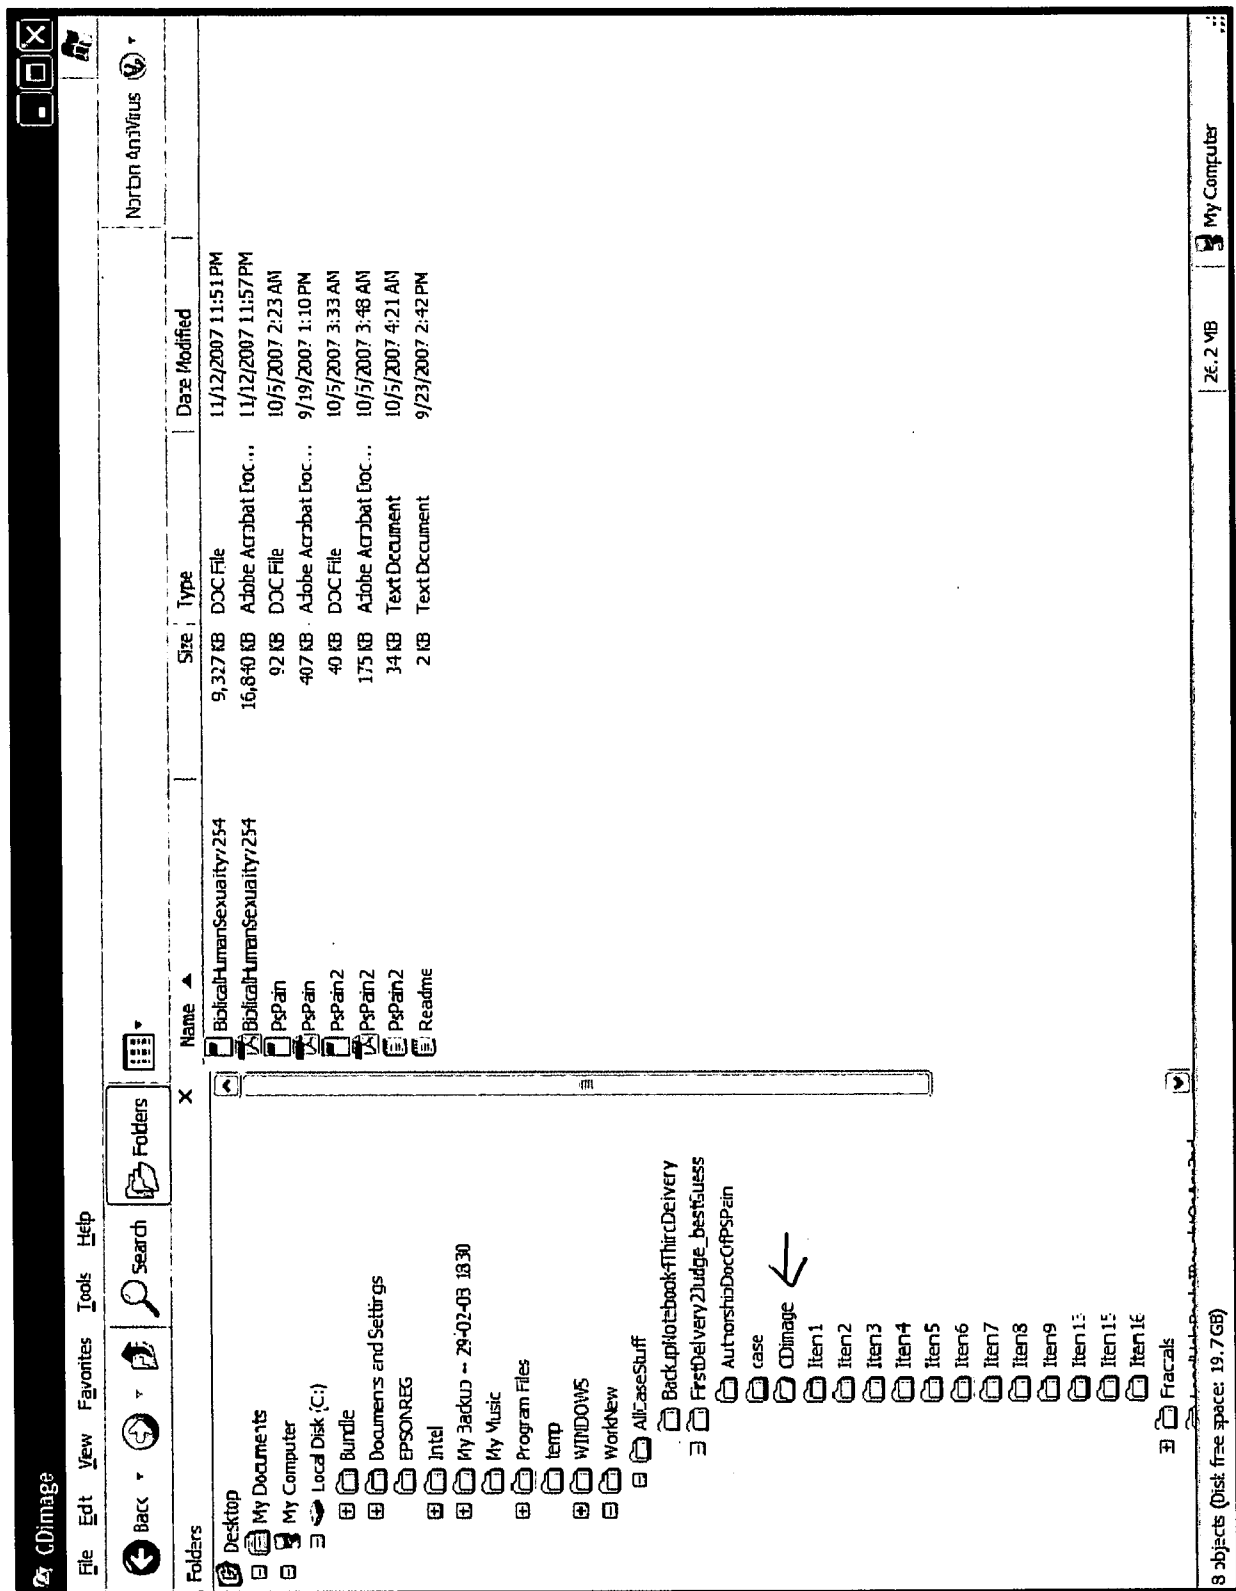 CDimage
File Edit View Favorites Tools Help
Back Search Folders Norton AntiVirus
Folders X Name Size Type Date Modified
Desktop
My Documents
My Computer
Local Disk (C:)
Bundle
Documents and Settings
EPSONREG
Intel
My Backup -- 29-02-08 1830
My Music
Program Files
temp
WINDOWS
WorkNew
AllCaseStuff
BackupNotebook4ThirdDelivery
FirstDelivery2Judge_bestGuess
AuthorshipDocOfPSPain
case
CDimage
Item1
Item2
Item3
Item4
Item5
Item6
Item7
Item8
Item9
Item13
Item15
Item16
Fractals
BiblicalHumanSexuality7254 9,327 KB DOC File 11/12/2007 11:51 PM
BiblicalHumanSexuality7254 16,840 KB Adobe Acrobat Doc... 11/12/2007 11:57 PM
PsPain 92 KB DOC File 10/5/2007 2:23 AM
PsPain 407 KB Adobe Acrobat Doc... 9/19/2007 1:10 PM
PsPain2 40 KB DOC File 10/5/2007 3:33 AM
PsPain2 175 KB Adobe Acrobat Doc... 10/5/2007 3:48 AM
PsPain2 34 KB Text Document 10/5/2007 4:21 AM
Readme 2 KB Text Document 9/23/2007 2:42 PM
8 objects (Disk free space: 19.7 GB) 26.2 MB My Computer